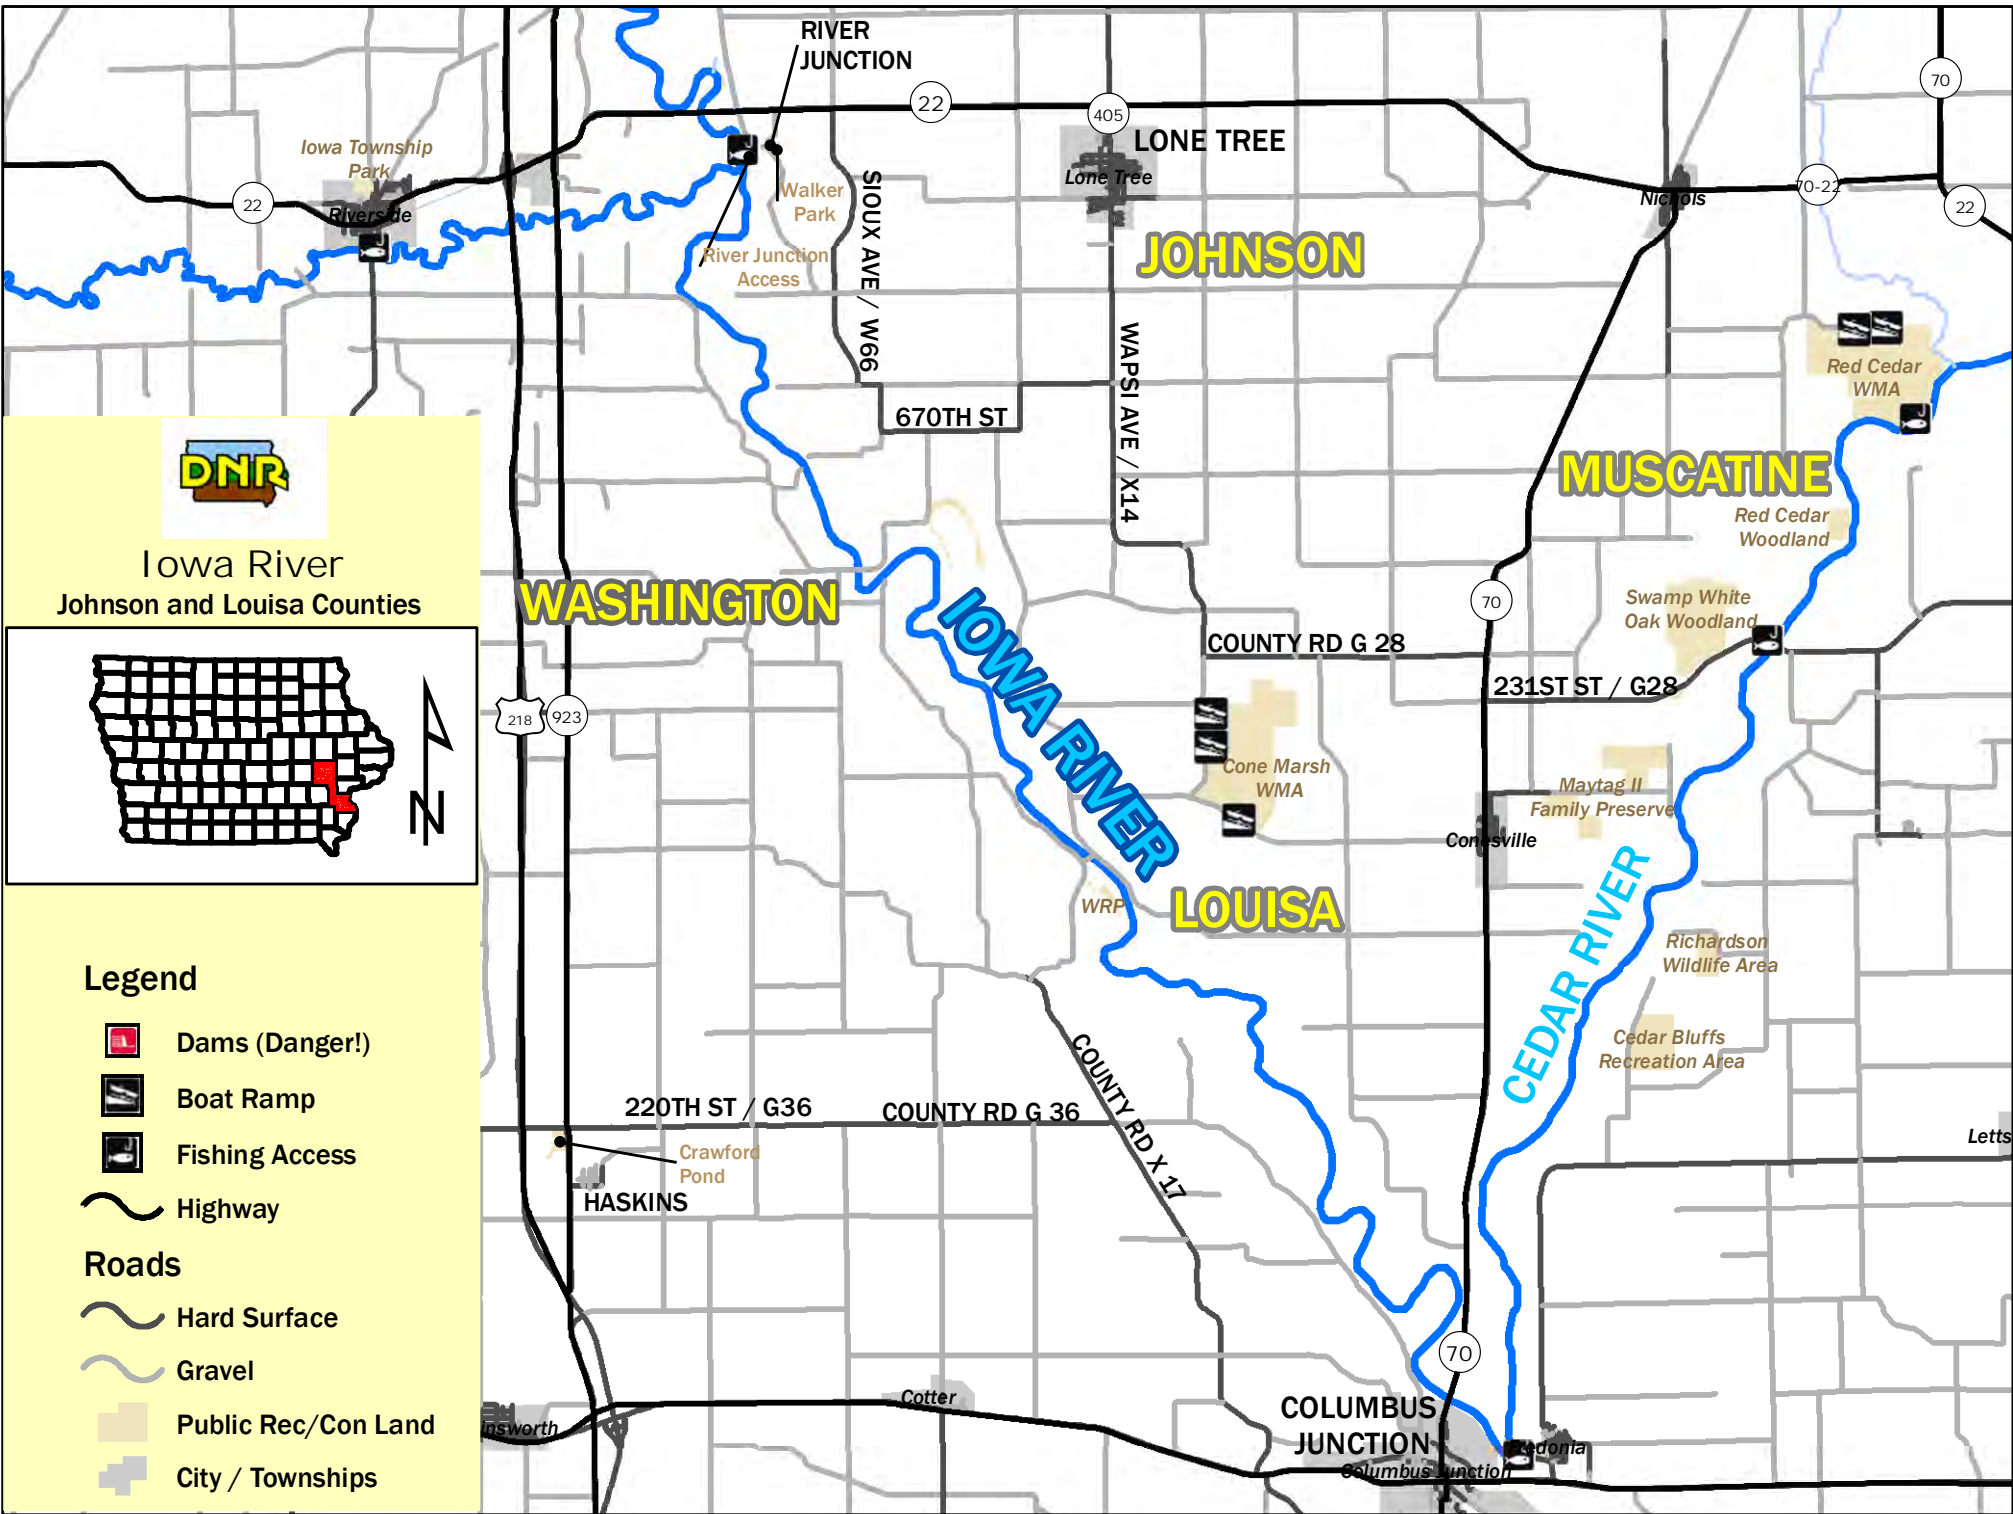 RIVER
JUNCTION
22
405
LONE TREE
Lone Tree
70
Iowa Township
Park
22
Riverside
Walker
Park
River Junction
Access
SIOUX AVE / W66
JOHNSON
Nichols
70-22
22
Red Cedar
WMA
WAPSI AVE / X14
670TH ST
MUSCATINE
Red Cedar
Woodland
DNR
Iowa River
Johnson and Louisa Counties
N
WASHINGTON
IOWA RIVER
70
Swamp White
Oak Woodland
COUNTY RD G 28
231ST ST / G28
218
923
Cone Marsh
WMA
Maytag II
Family Preserve
Conesville
WRP
LOUISA
CEDAR RIVER
Richardson
Wildlife Area
Cedar Bluffs
Recreation Area
Legend
Dams (Danger!)
Boat Ramp
Fishing Access
Highway
Roads
Hard Surface
Gravel
Public Rec/Con Land
City / Townships
COUNTY RD X 17
220TH ST / G36
COUNTY RD G 36
Crawford
Pond
HASKINS
Letts
70
Cotter
insworth
COLUMBUS
JUNCTION
Columbus Junction
Fredonia